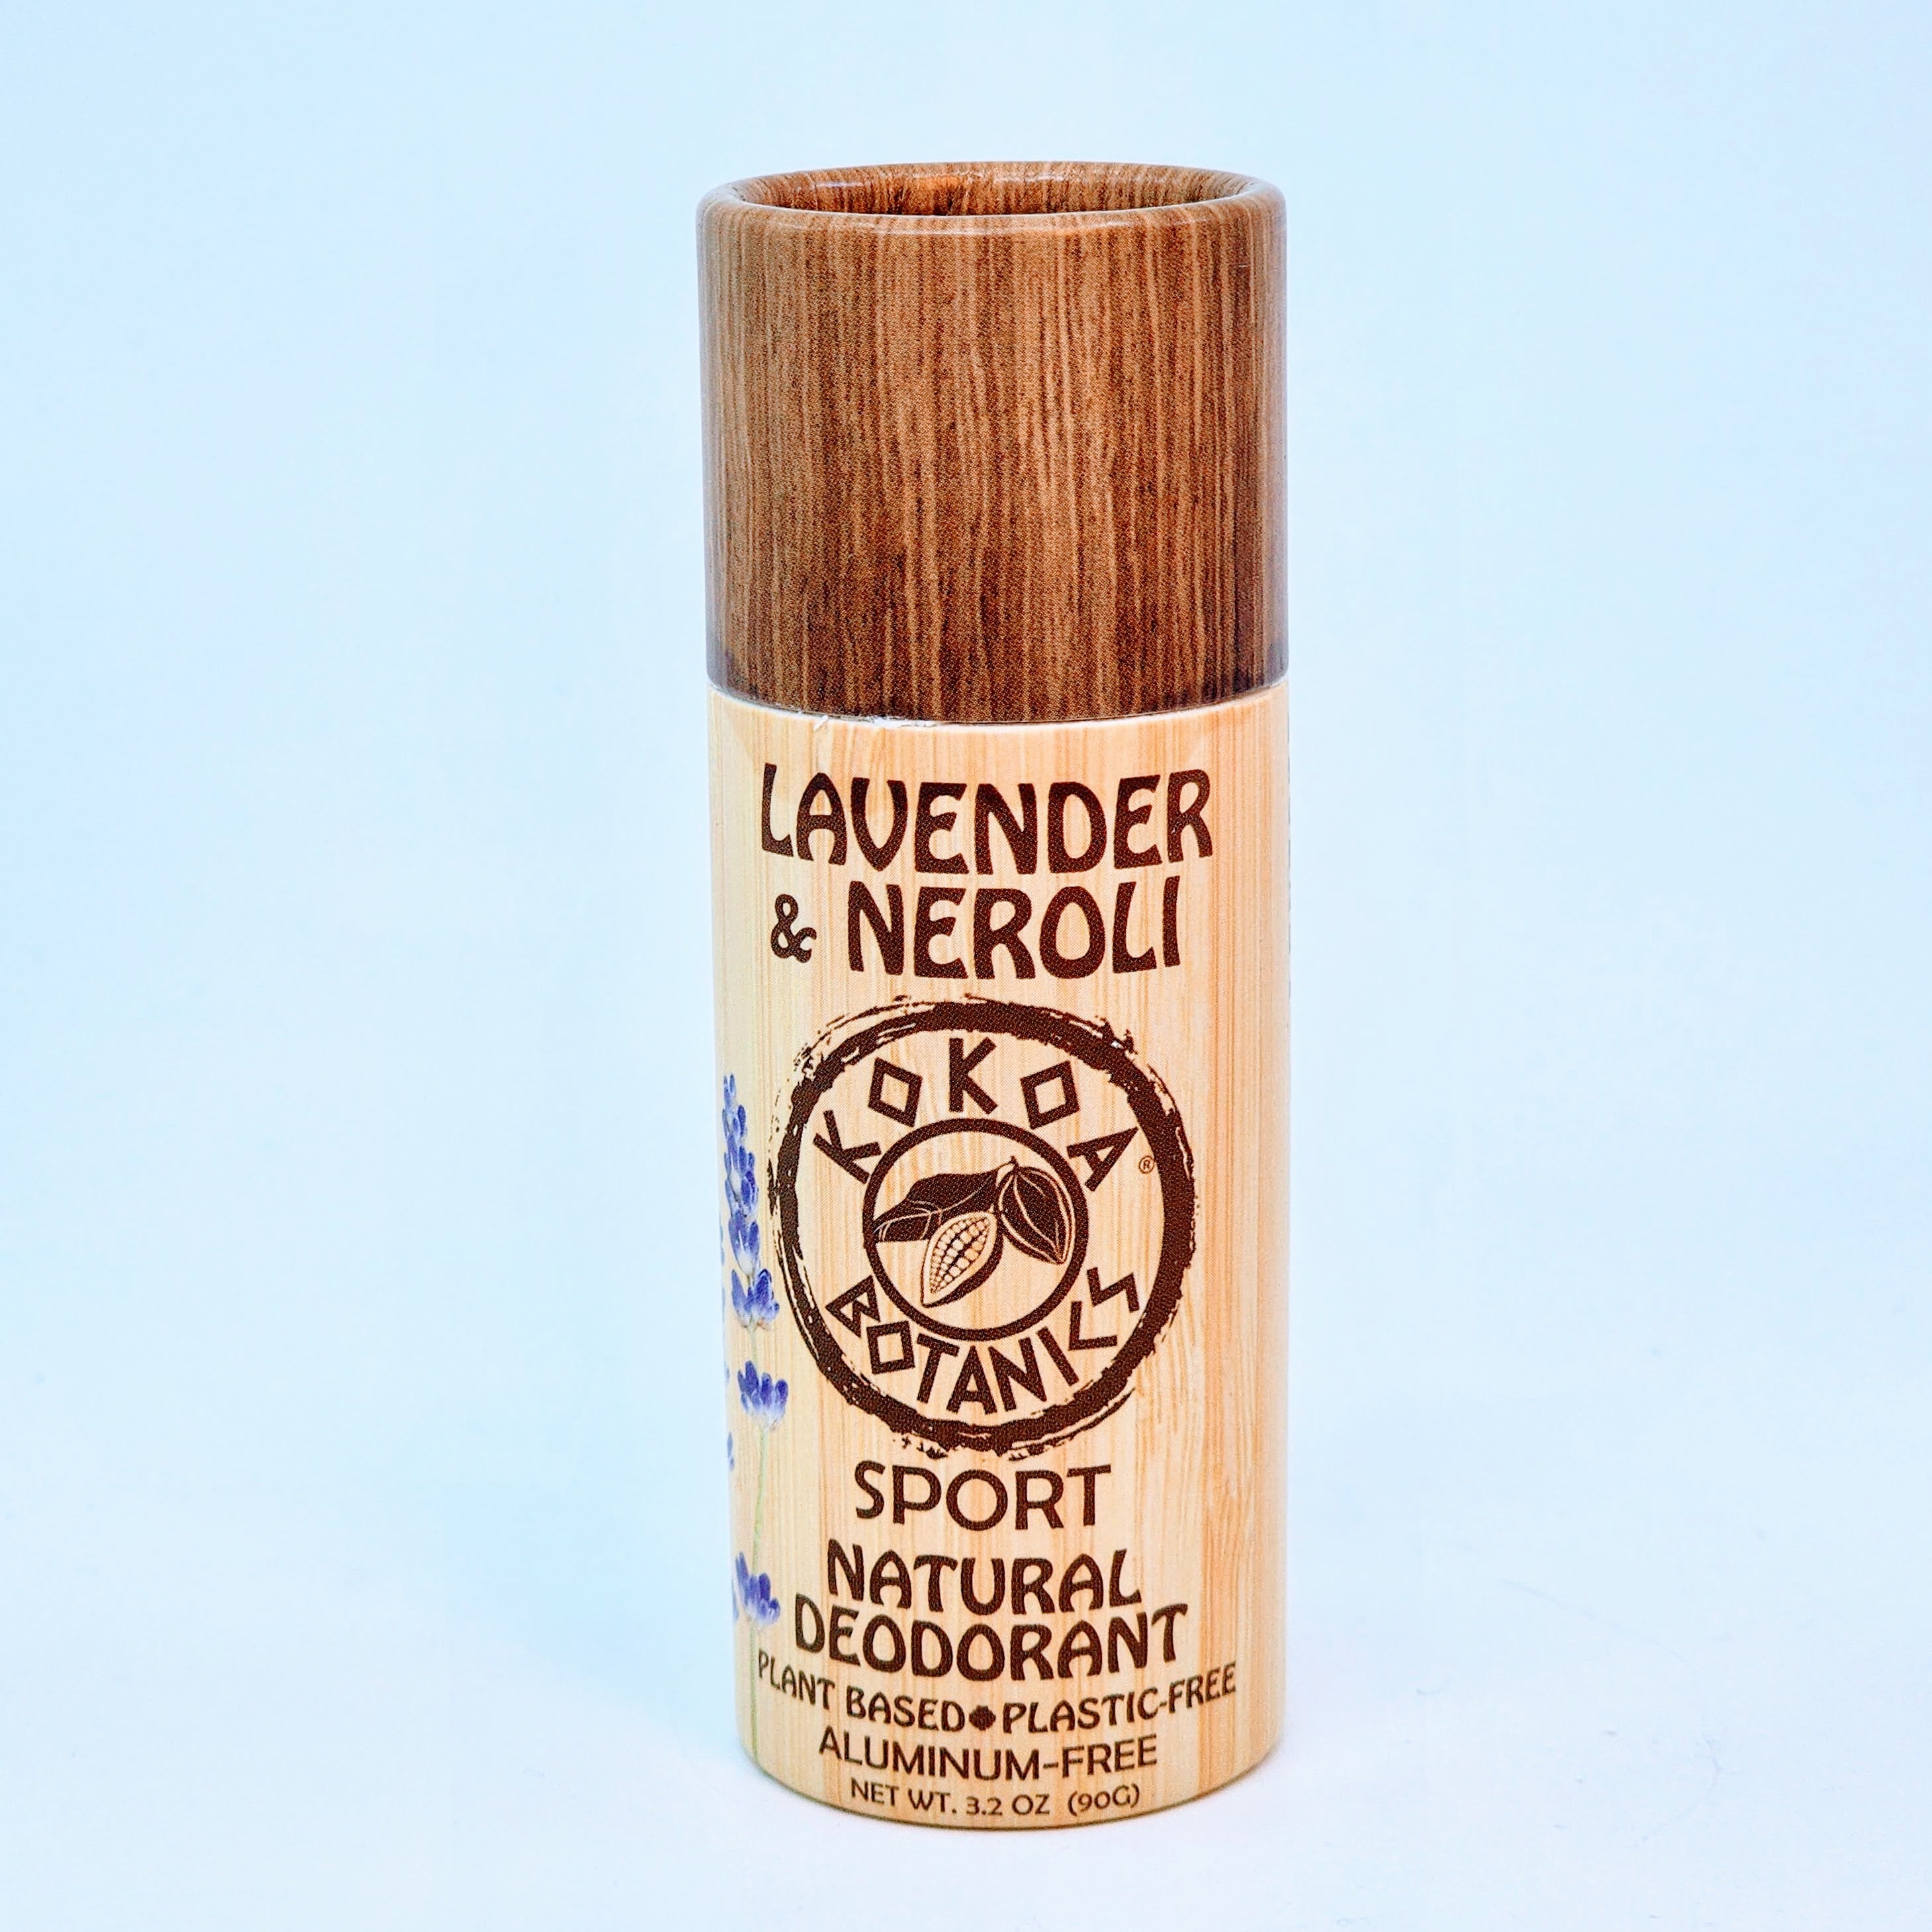 LAVENDER
& NEROLI
KOKOA
®
BOTANICS
SPORT
NATURAL
DEODORANT
PLANT BASED◆PLASTIC-FREE
ALUMINUM-FREE
NET WT. 3.2 OZ (90G)